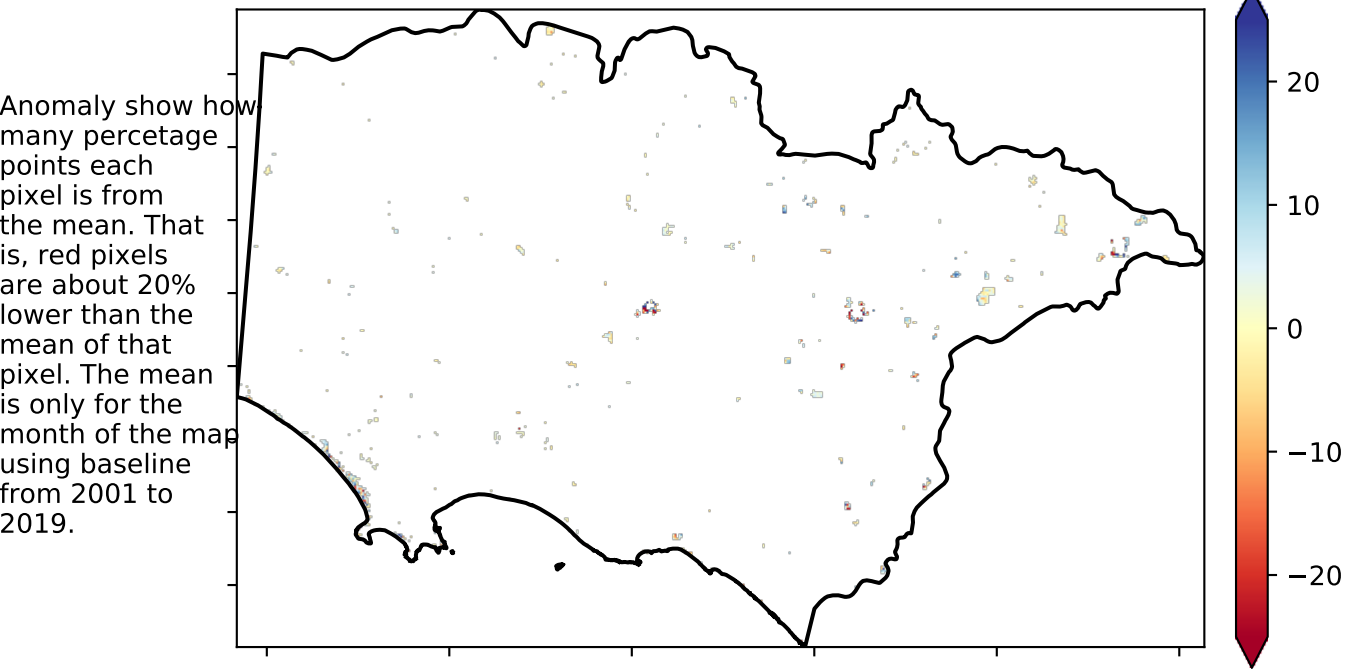 Anomaly show how
many percetage
points each
pixel is from
the mean. That
is, red pixels
are about 20%
lower than the
mean of that
pixel. The mean
is only for the
month of the map
using baseline
from 2001 to
2019.
20
10
0
−10
−20